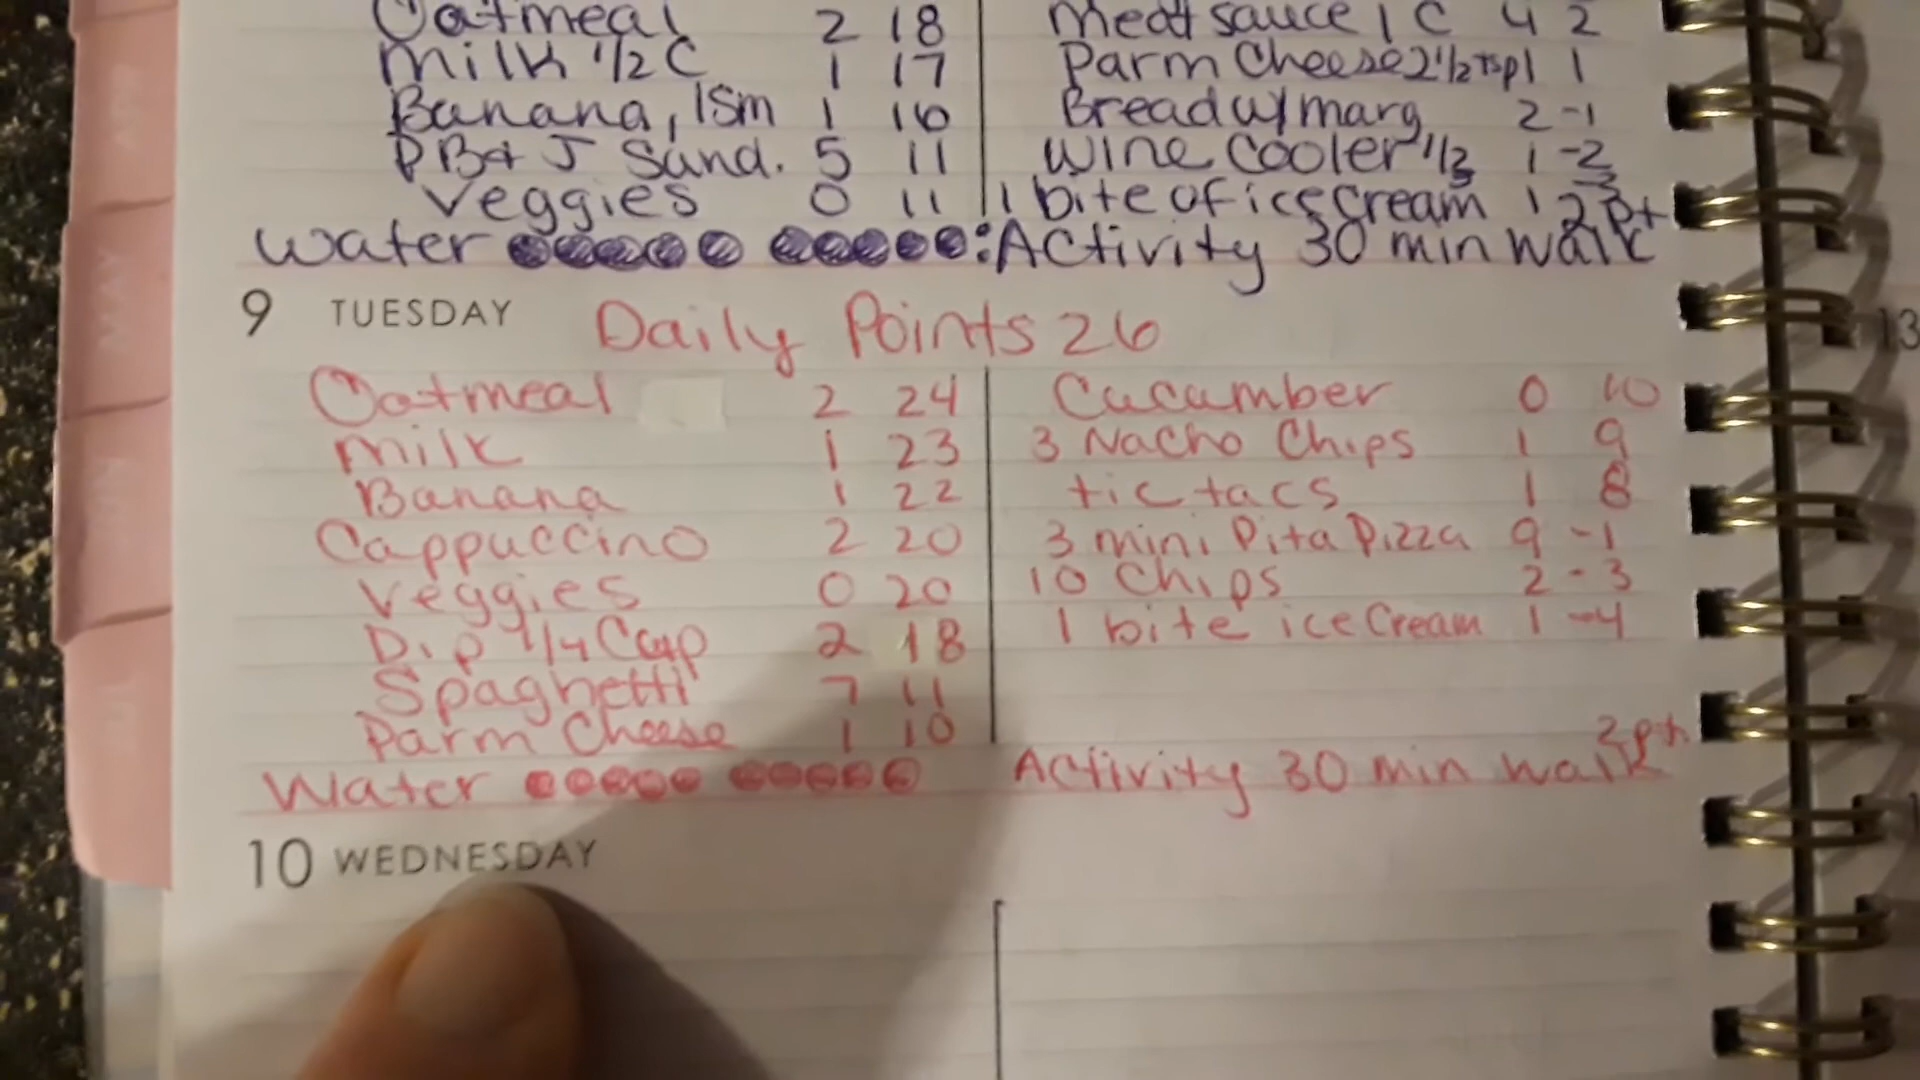 Oatmeal 2 18
Milk 1/2 C 1 17
Banana, 1 Sm 1 16
PB & J Sand. 5 11
Veggies 0 11
Meat sauce 1 C 4 2
Parm Cheese 2 1/2 tsp 1 1
Bread w/ marg 2 -1
Wine Cooler 1/3 1 -2
1 bite of ice cream 1
Water
Activity 30 min walk 2 pt
9 TUESDAY Daily Points 26
Oatmeal 2 24
Milk 1 23
Banana 1 22
Cappuccino 2 20
Veggies 0 20
Dip 1/4 Cup 2 18
Spaghetti 7 11
Parm Cheese 1 10
Cucumber 0 10
3 Nacho Chips 1 9
tic tacs 1 8
3 mini Pita Pizza 9 -1
10 Chips 2 -3
1 bite ice Cream 1 -4
Water
Activity 30 min walk 2 pt
10 WEDNESDAY
13